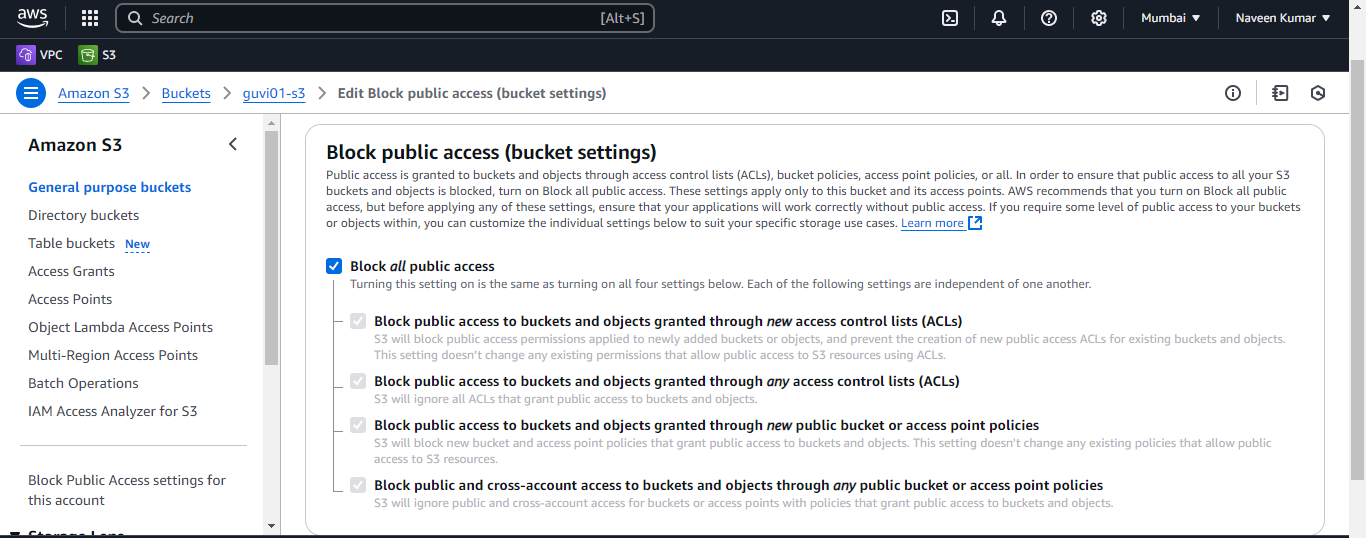 aws
Search [Alt+S] Mumbai Naveen Kumar
VPC S3
Amazon S3 Buckets guvi01-s3 Edit Block public access (bucket settings)
Amazon S3
General purpose buckets
Directory buckets
Table buckets New
Access Grants
Access Points
Object Lambda Access Points
Multi-Region Access Points
Batch Operations
IAM Access Analyzer for S3
Block Public Access settings for
this account
Storage Lens
Block public access (bucket settings)
Public access is granted to buckets and objects through access control lists (ACLs), bucket policies, access point policies, or all. In order to ensure that public access to all your S3
buckets and objects is blocked, turn on Block all public access. These settings apply only to this bucket and its access points. AWS recommends that you turn on Block all public
access, but before applying any of these settings, ensure that your applications will work correctly without public access. If you require some level of public access to your buckets
or objects within, you can customize the individual settings below to suit your specific storage use cases. Learn more
Block all public access
Turning this setting on is the same as turning on all four settings below. Each of the following settings are independent of one another.
Block public access to buckets and objects granted through new access control lists (ACLs)
S3 will block public access permissions applied to newly added buckets or objects, and prevent the creation of new public access ACLs for existing buckets and objects.
This setting doesn't change any existing permissions that allow public access to S3 resources using ACLs.
Block public access to buckets and objects granted through any access control lists (ACLs)
S3 will ignore all ACLs that grant public access to buckets and objects.
Block public access to buckets and objects granted through new public bucket or access point policies
S3 will block new bucket and access point policies that grant public access to buckets and objects. This setting doesn't change any existing policies that allow public
access to S3 resources.
Block public and cross-account access to buckets and objects through any public bucket or access point policies
S3 will ignore public and cross-account access for buckets or access points with policies that grant public access to buckets and objects.